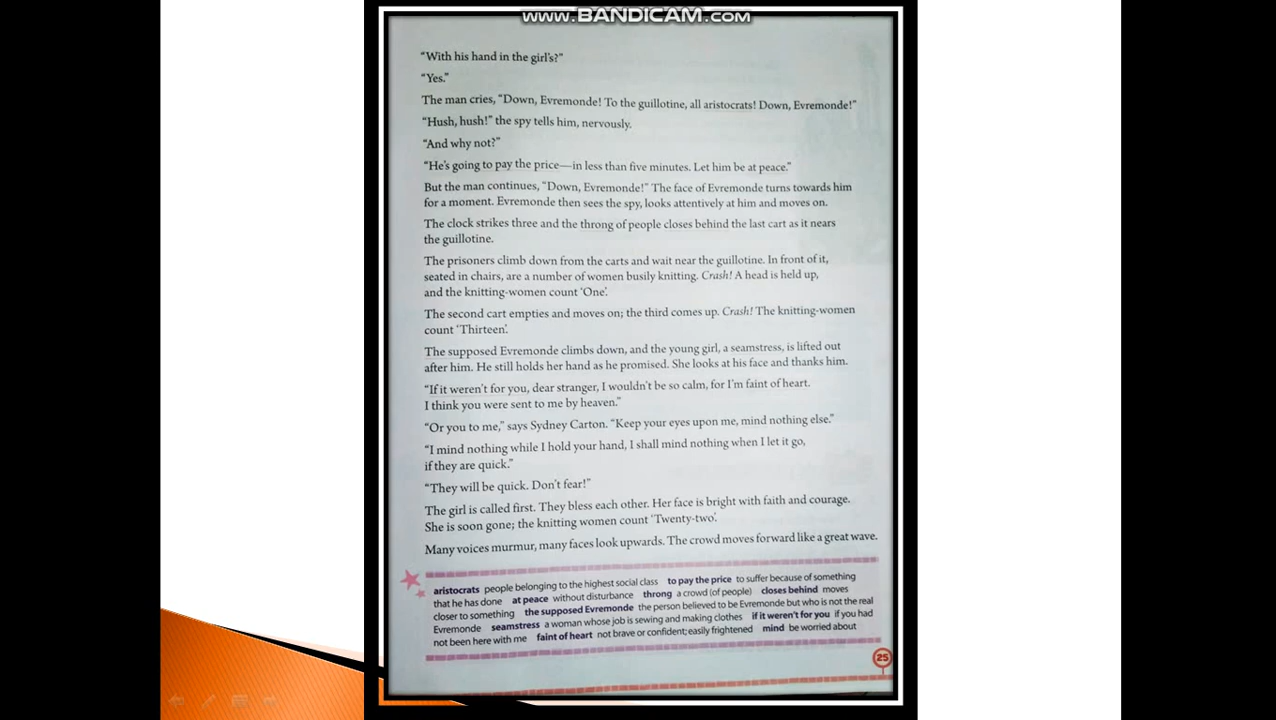 www.BANDICAM.com
“With his hand in the girl’s?”
“Yes.”
The man cries, “Down, Evremonde! To the guillotine, all aristocrats! Down, Evremonde!”
“Hush, hush!” the spy tells him, nervously.
“And why not?”
“He’s going to pay the price—in less than five minutes. Let him be at peace.”
But the man continues, “Down, Evremonde!” The face of Evremonde turns towards him
for a moment. Evremonde then sees the spy, looks attentively at him and moves on.
The clock strikes three and the throng of people closes behind the last cart as it nears
the guillotine.
The prisoners climb down from the carts and wait near the guillotine. In front of it,
seated in chairs, are a number of women busily knitting. Crash! A head is held up,
and the knitting-women count ‘One’.
The second cart empties and moves on; the third comes up. Crash! The knitting-women
count ‘Thirteen’.
The supposed Evremonde climbs down, and the young girl, a seamstress, is lifted out
after him. He still holds her hand as he promised. She looks at his face and thanks him.
“If it weren’t for you, dear stranger, I wouldn’t be so calm, for I’m faint of heart.
I think you were sent to me by heaven.”
“Or you to me,” says Sydney Carton. “Keep your eyes upon me, mind nothing else.”
“I mind nothing while I hold your hand, I shall mind nothing when I let it go,
if they are quick.”
“They will be quick. Don’t fear!”
The girl is called first. They bless each other. Her face is bright with faith and courage.
She is soon gone; the knitting women count ‘Twenty-two’.
Many voices murmur, many faces look upwards. The crowd moves forward like a great wave.
aristocrats people belonging to the highest social class to pay the price to suffer because of something
that he has done at peace without disturbance throng a crowd (of people) closes behind moves
closer to something the supposed Evremonde the person believed to be Evremonde but who is not the real
Evremonde seamstress a woman whose job is sewing and making clothes if it weren’t for you if you had
not been here with me faint of heart not brave or confident; easily frightened mind be worried about
25